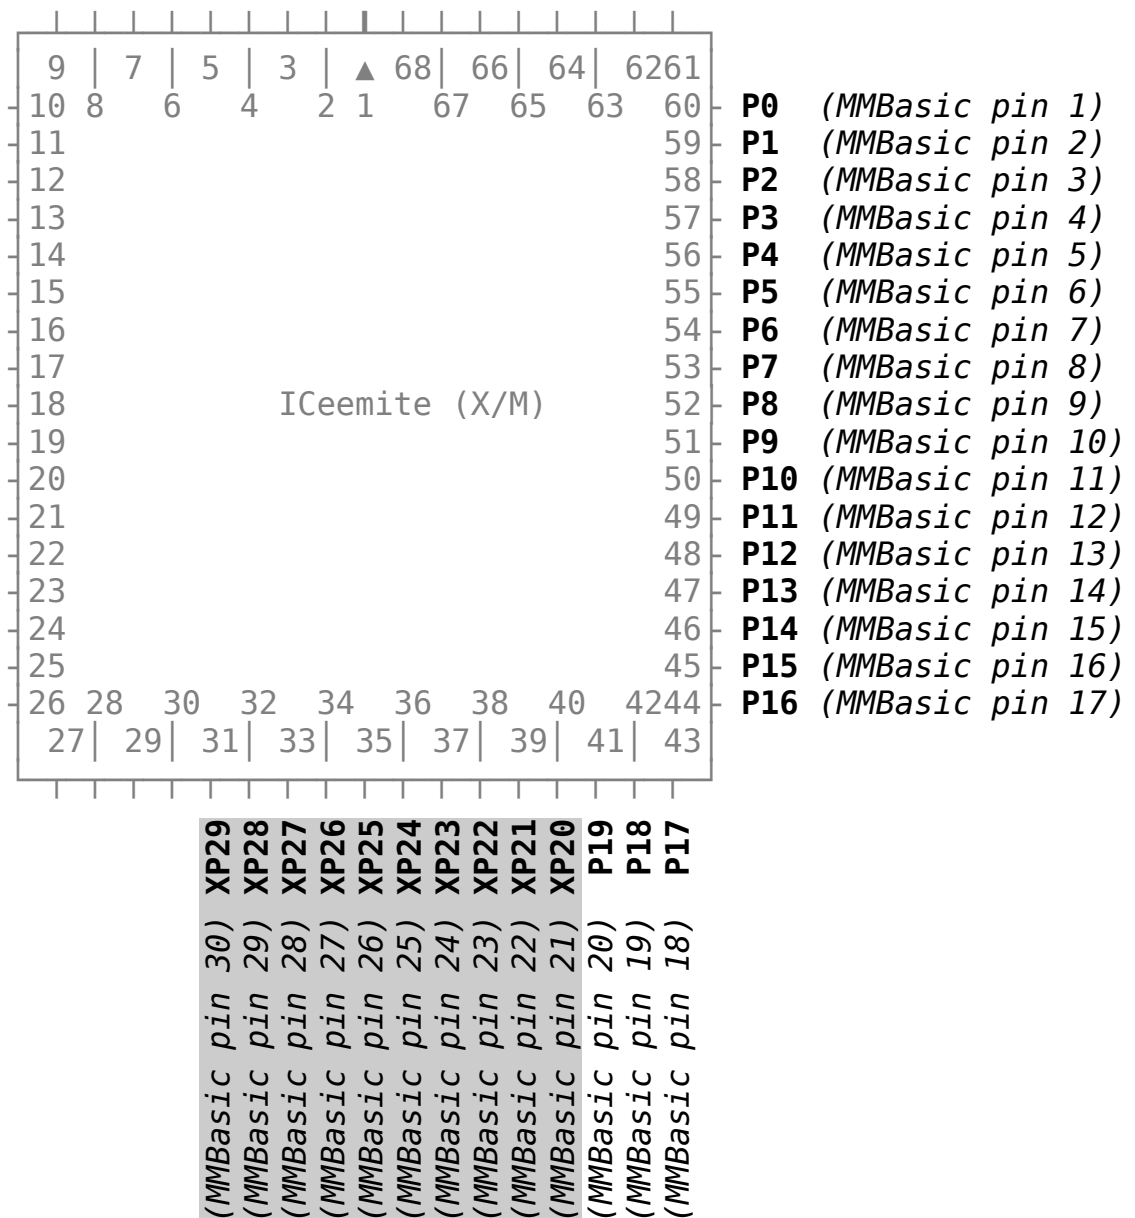 9 | 7 | 5 | 3 | ▲ 68| 66| 64| 6261
10 8 6 4 2 1 67 65 63 60 P0 (MMBasic pin 1)
11 59 P1 (MMBasic pin 2)
12 58 P2 (MMBasic pin 3)
13 57 P3 (MMBasic pin 4)
14 56 P4 (MMBasic pin 5)
15 55 P5 (MMBasic pin 6)
16 54 P6 (MMBasic pin 7)
17 53 P7 (MMBasic pin 8)
18 ICeemite (X/M) 52 P8 (MMBasic pin 9)
19 51 P9 (MMBasic pin 10)
20 50 P10 (MMBasic pin 11)
21 49 P11 (MMBasic pin 12)
22 48 P12 (MMBasic pin 13)
23 47 P13 (MMBasic pin 14)
24 46 P14 (MMBasic pin 15)
25 45 P15 (MMBasic pin 16)
26 28 30 32 34 36 38 40 4244 P16 (MMBasic pin 17)
27| 29| 31| 33| 35| 37| 39| 41| 43
(MMBasic pin 30) XP29
(MMBasic pin 29) XP28
(MMBasic pin 28) XP27
(MMBasic pin 27) XP26
(MMBasic pin 26) XP25
(MMBasic pin 25) XP24
(MMBasic pin 24) XP23
(MMBasic pin 23) XP22
(MMBasic pin 22) XP21
(MMBasic pin 21) XP20
(MMBasic pin 20) P19
(MMBasic pin 19) P18
(MMBasic pin 18) P17